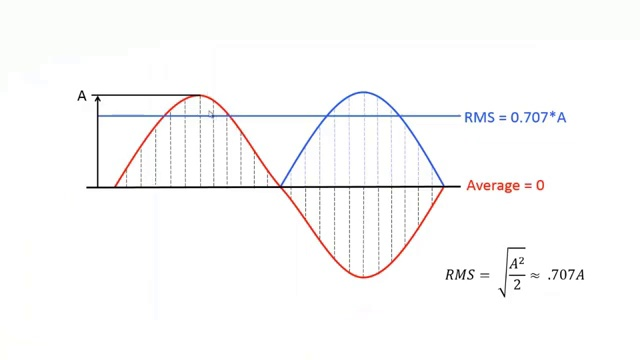 A
RMS = 0.707*A
Average = 0
RMS = √(A²/2) ≈ .707A